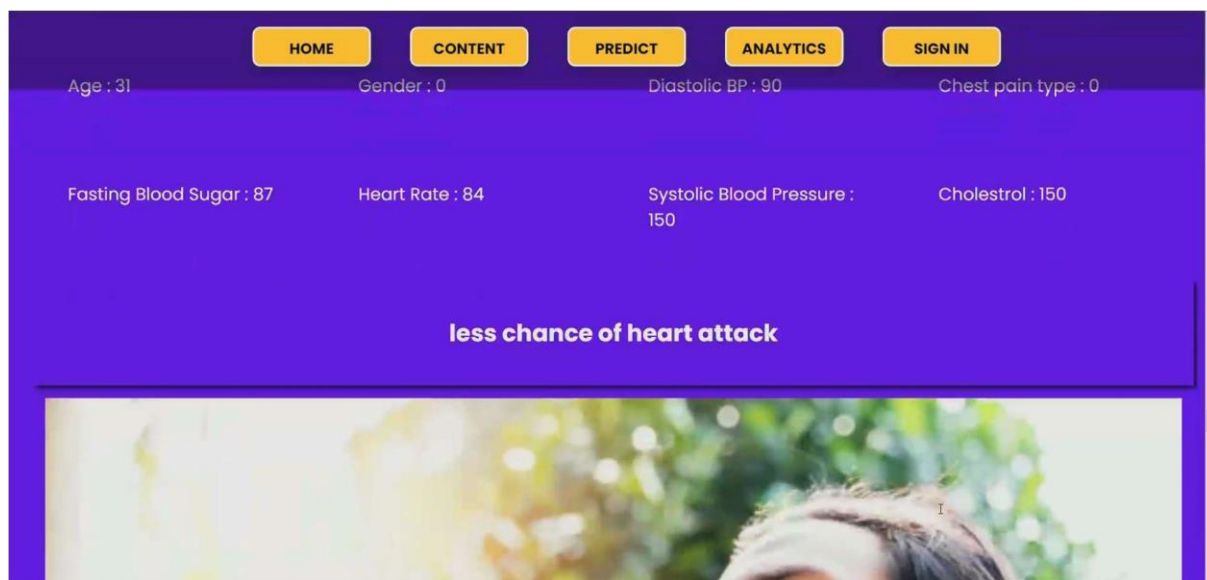 HOME CONTENT PREDICT ANALYTICS SIGN IN
Age : 31 Gender : 0 Diastolic BP : 90 Chest pain type : 0
Fasting Blood Sugar : 87 Heart Rate : 84 Systolic Blood Pressure : Cholestrol : 150
150
less chance of heart attack